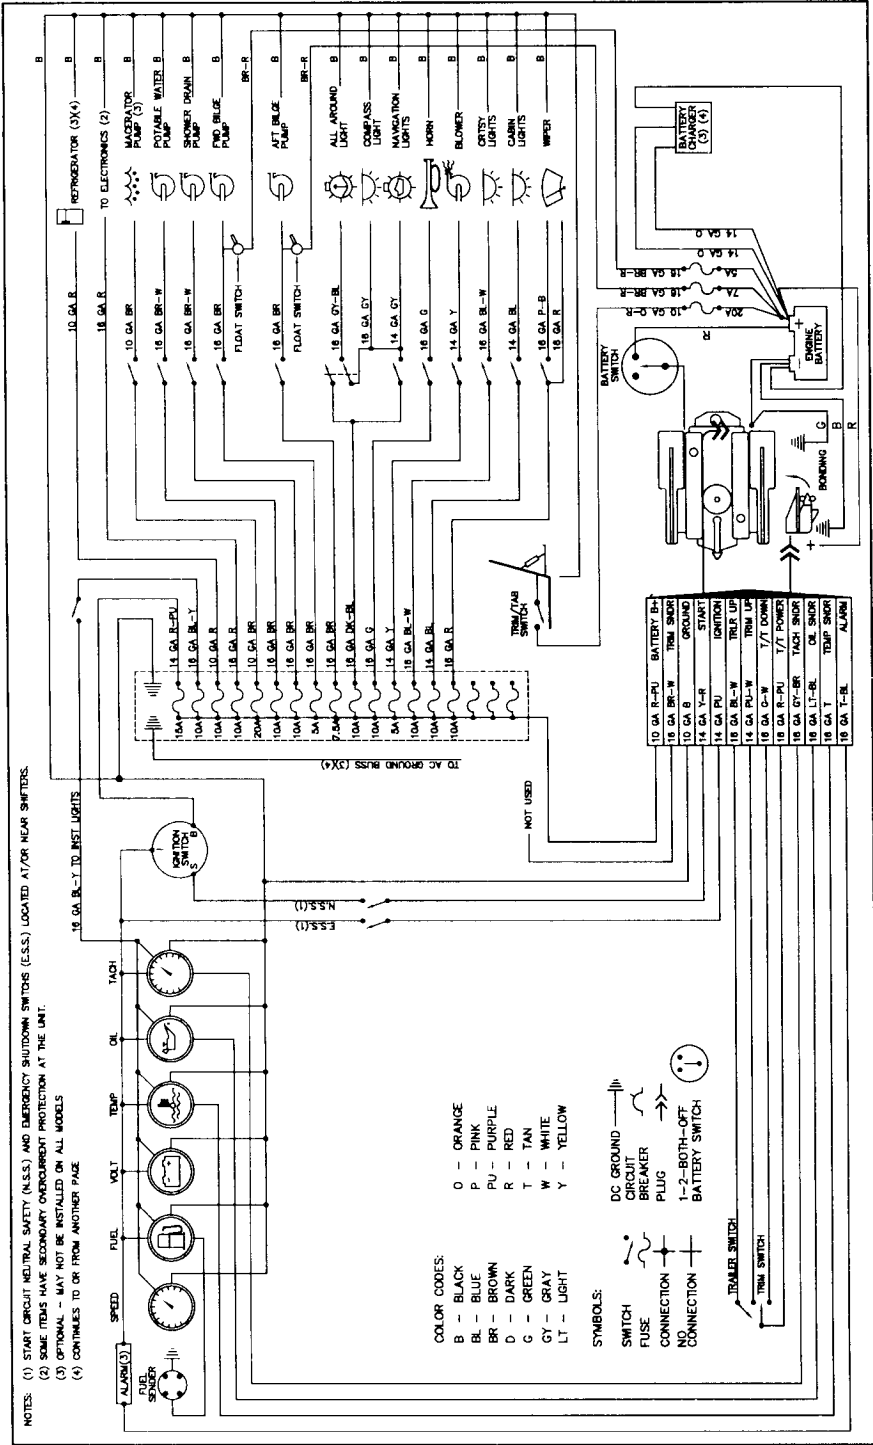 NOTES: (1) START CIRCUIT NEUTRAL SAFETY (N.S.S.) AND EMERGENCY SHUTDOWN SWITCHS (E.S.S.) LOCATED AT/OR NEAR SHIFTERS.
(2) SOME ITEMS HAVE SECONDARY OVERCURRENT PROTECTION AT THE UNIT.
(3) OPTIONAL - MAY NOT BE INSTALLED ON ALL MODELS
(4) CONTINUES TO OR FROM ANOTHER PAGE
16 GA BL-Y TO INST LIGHTS
ALARM(3)
FUEL SENDER
SPEED
FUEL
VOLT
TEMP
OIL
TACH
IGNITION SWITCH
S
B
E.S.S.(1)
N.S.S.(1)
NOT USED
TO AC GROUND BUSS (3)(4)
15A
10A
10A
20A
10A
10A
5A
7.5A
10A
10A
5A
10A
10A
10A
14 GA R-PU
16 GA BL-Y
10 GA R
16 GA R
10 GA BR
16 GA BR
16 GA BR
16 GA BR
16 GA DK-BL
16 GA G
14 GA Y
16 GA BL-W
14 GA BL
16 GA R
10 GA R
16 GA R
10 GA BR
16 GA BR-W
16 GA BR-W
16 GA BR
FLOAT SWITCH
16 GA BR
FLOAT SWITCH
16 GA GY-BL
16 GA GY
14 GA GY
16 GA G
14 GA Y
16 GA BL-W
14 GA BL
16 GA P-B
16 GA R
REFRIGERATOR (3)(4)
TO ELECTRONICS (2)
MACERATOR PUMP (3)
POTABLE WATER PUMP
SHOWER DRAIN PUMP
FWD BILGE PUMP
AFT BILGE PUMP
ALL AROUND LIGHT
COMPASS LIGHT
NAVIGATION LIGHTS
HORN
BLOWER
CRTSY LIGHTS
CABIN LIGHTS
WIPER
B
B
B
B
B
B
B
BR-R
B
BR-R
B
B
B
B
B
B
B
B
TRIM/TAB SWITCH
BATTERY CHARGER (3) (4)
14 GA O
14 GA O
5A 16 GA BR-R
7A 16 GA BR-R
20A 10 GA O-R
R
BATTERY SWITCH
ENGINE BATTERY
+
-
G
B
R
BONDING
+
10 GA R-PU BATTERY B+
16 GA BR-W TRIM SNDR
10 GA B GROUND
14 GA Y-R START
14 GA PU IGNITION
16 GA BL-W TRLR UP
14 GA PU-W TRIM UP
16 GA G-W T/T DOWN
16 GA R-PU T/T POWER
16 GA GY-BR TACH SNDR
16 GA LT-BL OIL SNDR
16 GA T TEMP SNDR
16 GA T-BL ALARM
COLOR CODES:
B - BLACK
BL - BLUE
BR - BROWN
D - DARK
G - GREEN
GY - GRAY
LT - LIGHT
O - ORANGE
P - PINK
PU - PURPLE
R - RED
T - TAN
W - WHITE
Y - YELLOW
SYMBOLS:
SWITCH
FUSE
CONNECTION
NO CONNECTION
DC GROUND
CIRCUIT BREAKER
PLUG
1-2-BOTH-OFF BATTERY SWITCH
TRAILER SWITCH
TRIM SWITCH